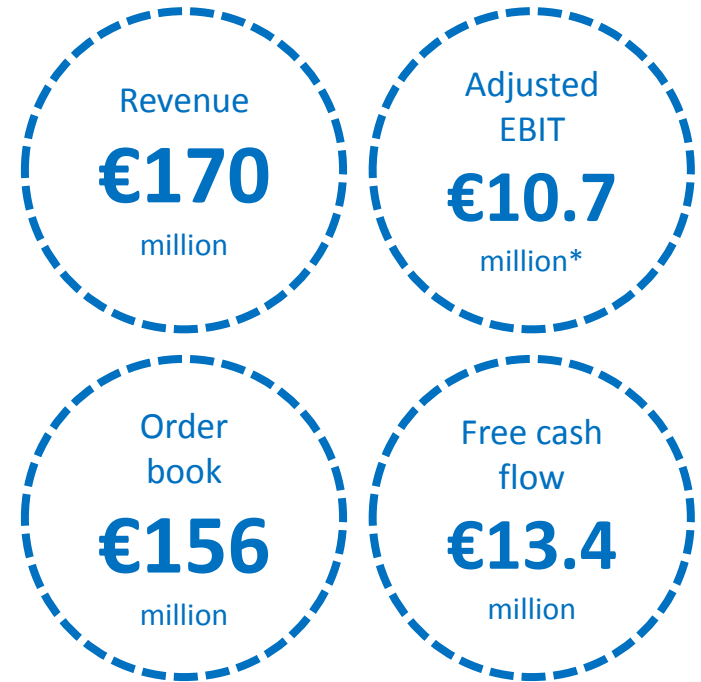 Revenue
€170
million
Adjusted
EBIT
€10.7
million*
Order
book
€156
million
Free cash
flow
€13.4
million